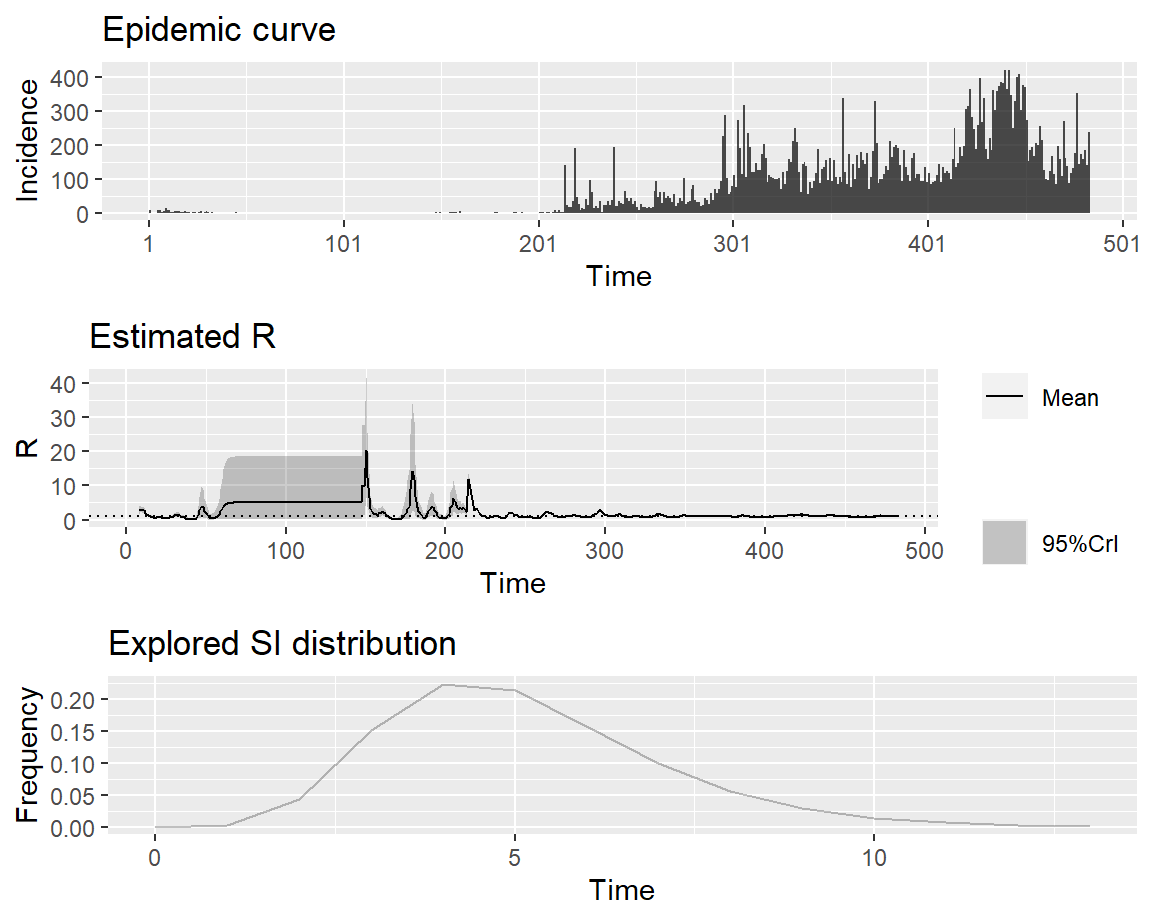 Epidemic curve
Incidence
400
300
200
100
0
1 101 201 301 401 501
Time
Estimated R
R
40
30
20
10
0
0 100 200 300 400 500
Time
Mean
95%CrI
Explored SI distribution
Frequency
0.20
0.15
0.10
0.05
0.00
0 5 10
Time